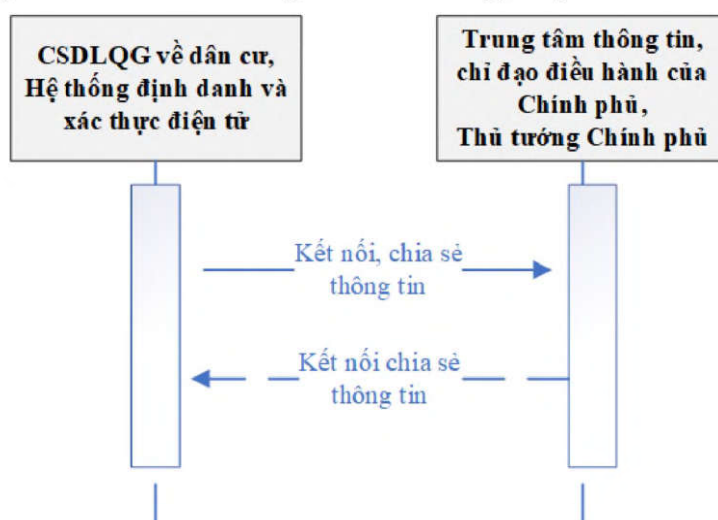 CSDLQG về dân cư,
Hệ thống định danh và
xác thực điện tử
Trung tâm thông tin,
chỉ đạo điều hành của
Chính phủ,
Thủ tướng Chính phủ
Kết nối, chia sẻ
thông tin
Kết nối chia sẻ
thông tin